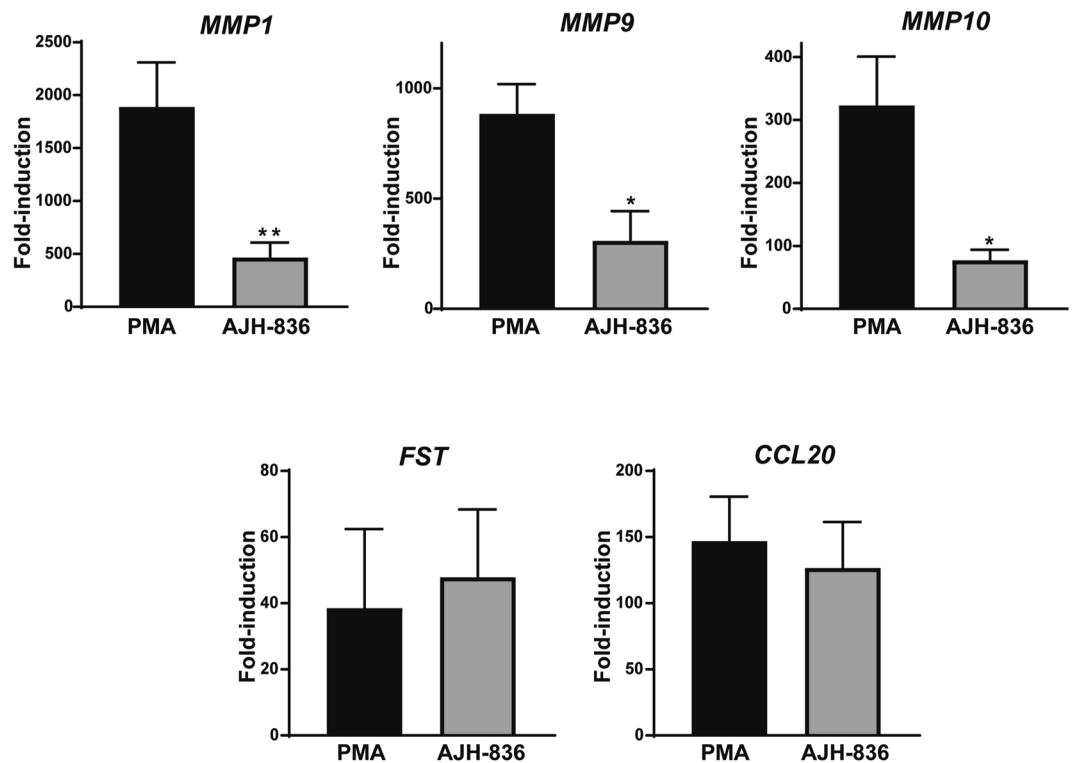 MMP1
Fold-induction
2500
2000
1500
1000
500
0
**
PMA AJH-836
MMP9
Fold-induction
1000
500
0
*
PMA AJH-836
MMP10
Fold-induction
400
300
200
100
0
*
PMA AJH-836
FST
Fold-induction
80
60
40
20
0
PMA AJH-836
CCL20
Fold-induction
200
150
100
50
0
PMA AJH-836